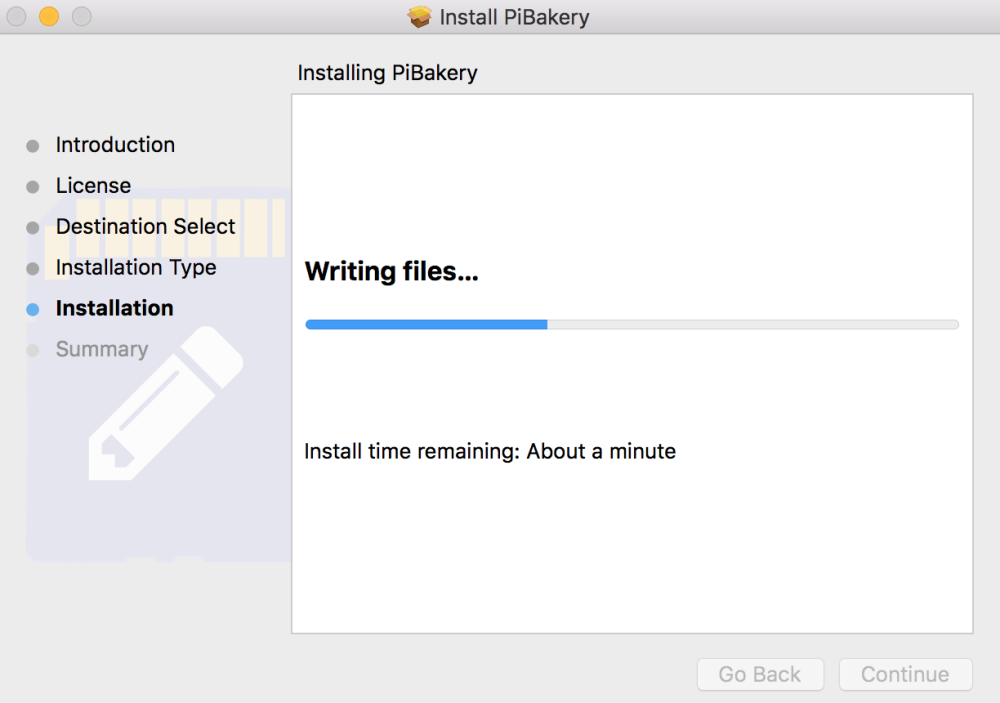 Install PiBakery
Installing PiBakery
Introduction
License
Destination Select
Installation Type
Installation
Summary
Writing files...
Install time remaining: About a minute
Go Back
Continue